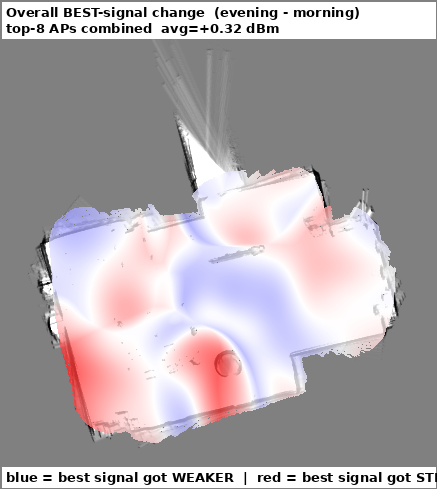 Overall BEST-signal change  (evening - morning)
top-8 APs combined  avg=+0.32 dBm
blue = best signal got WEAKER  |  red = best signal got STI